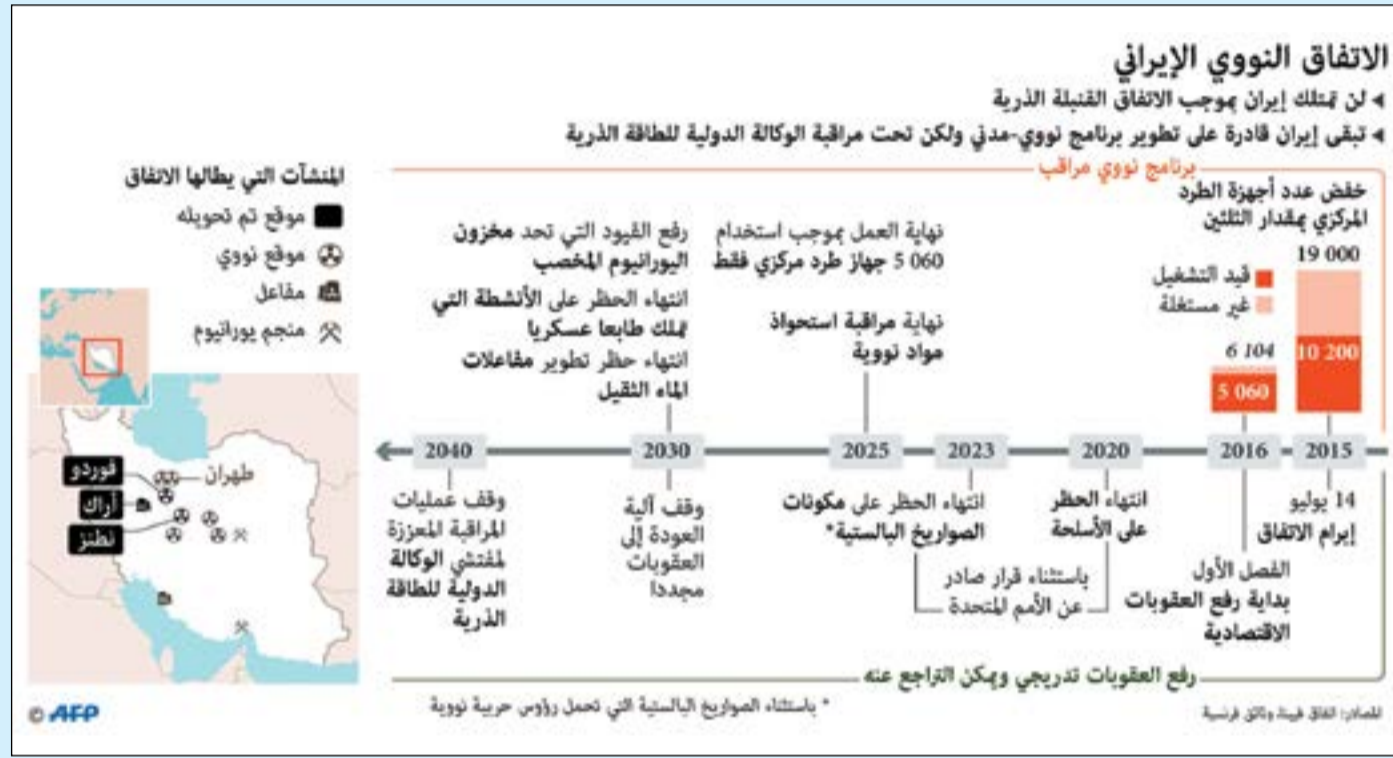 الاتفاق النووي الإيراني
◂ لن تمتلك إيران بموجب الاتفاق القنبلة الذرية
◂ تبقى إيران قادرة على تطوير برنامج نووي-مدني ولكن تحت مراقبة الوكالة الدولية للطاقة الذرية
برنامج نووي مراقب
خفض عدد أجهزة الطرد
المركزي بمقدار الثلثين
19 000
10 200
قيد التشغيل
غير مستغلة
6 104
5 060
نهاية العمل بموجب استخدام
5 060 جهاز طرد مركزي فقط
نهاية مراقبة استحواذ
مواد نووية
رفع القيود التي تحد مخزون
اليورانيوم المخصب
انتهاء الحظر على الأنشطة التي
تملك طابعا عسكريا
انتهاء حظر تطوير مفاعلات
الماء الثقيل
2015
2016
2020
2023
2025
2030
2040
14 يوليو
إبرام الاتفاق
الفصل الأول
بداية رفع العقوبات
الاقتصادية
انتهاء الحظر
على الأسلحة
انتهاء الحظر على مكونات
الصواريخ البالستية*
باستثناء قرار صادر
عن الأمم المتحدة
وقف آلية
العودة إلى
العقوبات
مجددا
وقف عمليات
المراقبة المعززة
لمفتشي الوكالة
الدولية للطاقة
الذرية
رفع العقوبات تدريجي ويمكن التراجع عنه
المنشآت التي يطالها الاتفاق
موقع تم تحويله
موقع نووي
مفاعل
منجم يورانيوم
طهران
فوردو
أراك
نطنز
* باستثناء الصواريخ البالستية التي تحمل رؤوس حربية نووية
المصادر: اتفاق فيينا، وثائق فرنسية
© AFP